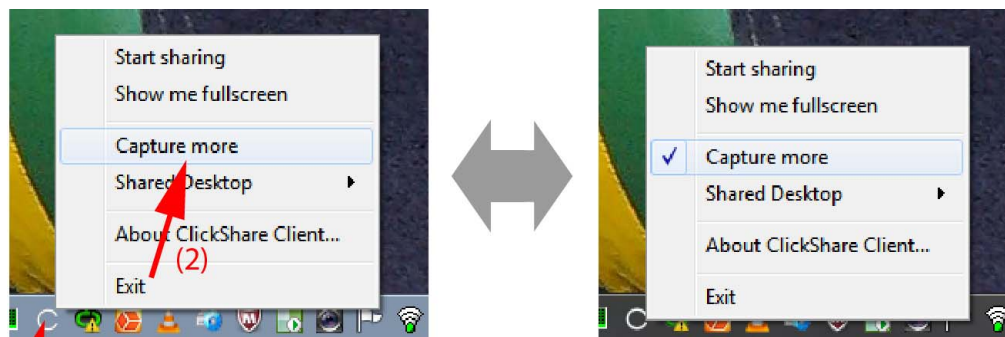 Start sharing
Show me fullscreen
Capture more
Shared Desktop
About ClickShare Client...
(2)
Exit
Start sharing
Show me fullscreen
Capture more
Shared Desktop
About ClickShare Client...
Exit